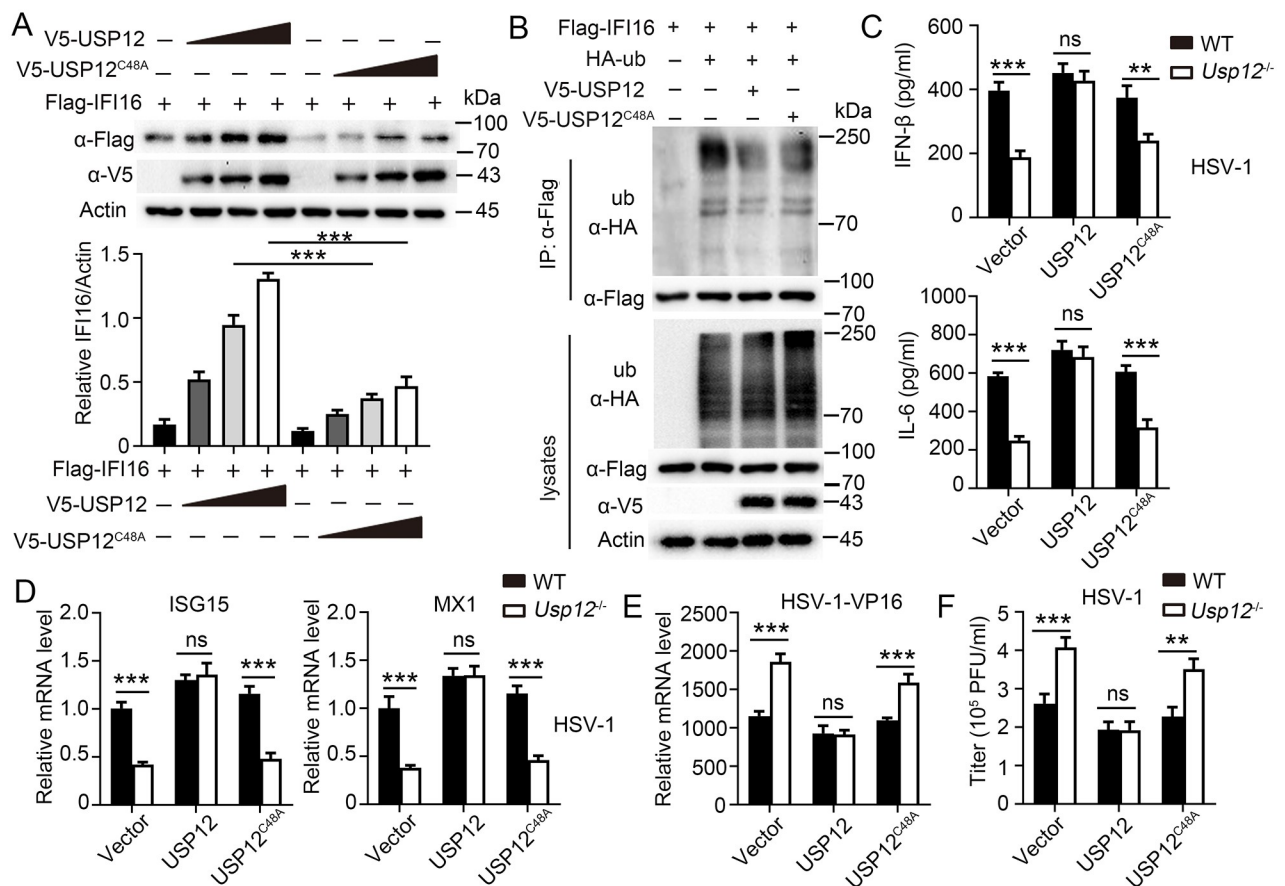 A
V5-USP12 – – – – –
V5-USP12C48A – – – – –
Flag-IFI16 + + + + + + + +
kDa
α-Flag
100
70
α-V5
43
Actin
45
***
***
Relative IFI16/Actin
1.5
1.0
0.5
0
Flag-IFI16 + + + + + + + +
V5-USP12 – – – – –
V5-USP12C48A – – – – –
B
Flag-IFI16 + + + +
HA-ub – + + +
V5-USP12 – – + –
V5-USP12C48A – – – +
kDa
IP: α-Flag
ub
α-HA
250
70
α-Flag
100
70
lysates
ub
α-HA
250
70
α-Flag
100
70
α-V5
43
Actin
45
C
WT
Usp12-/-
HSV-1
IFN-β (pg/ml)
600
400
200
0
*** ns **
Vector USP12 USP12C48A
IL-6 (pg/ml)
1000
800
600
400
200
0
*** ns ***
Vector USP12 USP12C48A
D
WT
Usp12-/-
ISG15
Relative mRNA level
2.0
1.5
1.0
0.5
0
*** ns ***
Vector USP12 USP12C48A
MX1
Relative mRNA level
2.0
1.5
1.0
0.5
0
*** ns ***
HSV-1
Vector USP12 USP12C48A
E
HSV-1-VP16
Relative mRNA level
2500
2000
1500
1000
500
0
*** ns ***
Vector USP12 USP12C48A
F
HSV-1
WT
Usp12-/-
Titer (10⁵ PFU/ml)
5
4
3
2
1
0
*** ns **
Vector USP12 USP12C48A